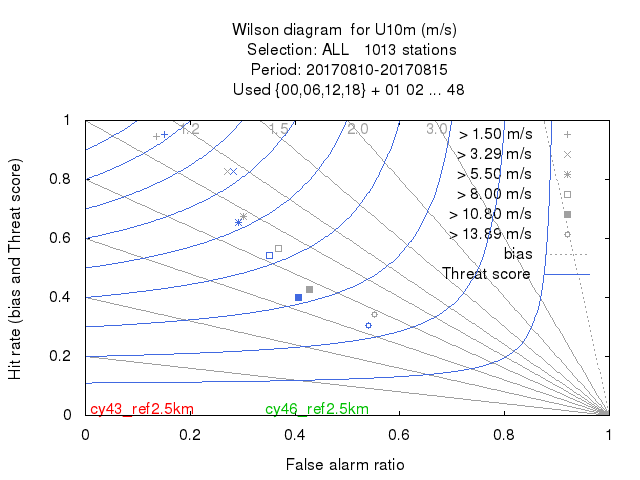 Wilson diagram for U10m (m/s)
Selection: ALL 1013 stations
Period: 20170810-20170815
Used {00,06,12,18} + 01 02 ... 48
Hit rate (bias and Threat score)
1
0.8
0.6
0.4
0.2
0
1.2
1.5
2.0
3.0
> 1.50 m/s
> 3.29 m/s
> 5.50 m/s
> 8.00 m/s
> 10.80 m/s
> 13.89 m/s
bias
Threat score
cy43_ref2.5km cy46_ref2.5km
0 0.2 0.4 0.6 0.8 1
False alarm ratio